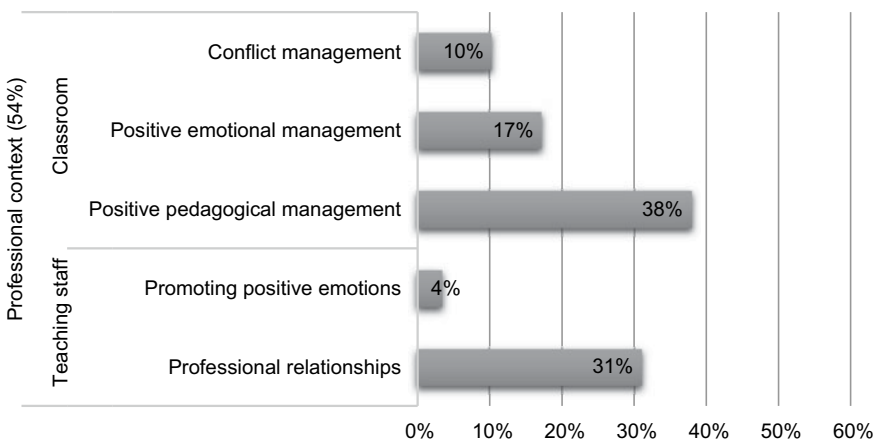 Professional context (54%)
Classroom
Conflict management 10%
Positive emotional management 17%
Positive pedagogical management 38%
Teaching staff
Promoting positive emotions 4%
Professional relationships 31%
0% 10% 20% 30% 40% 50% 60%